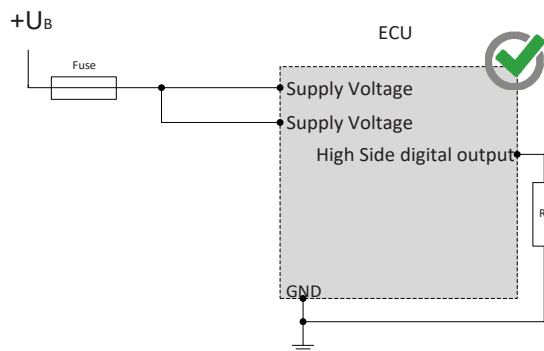 +UB
ECU
Fuse
Supply Voltage
Supply Voltage
High Side digital output
R
GND